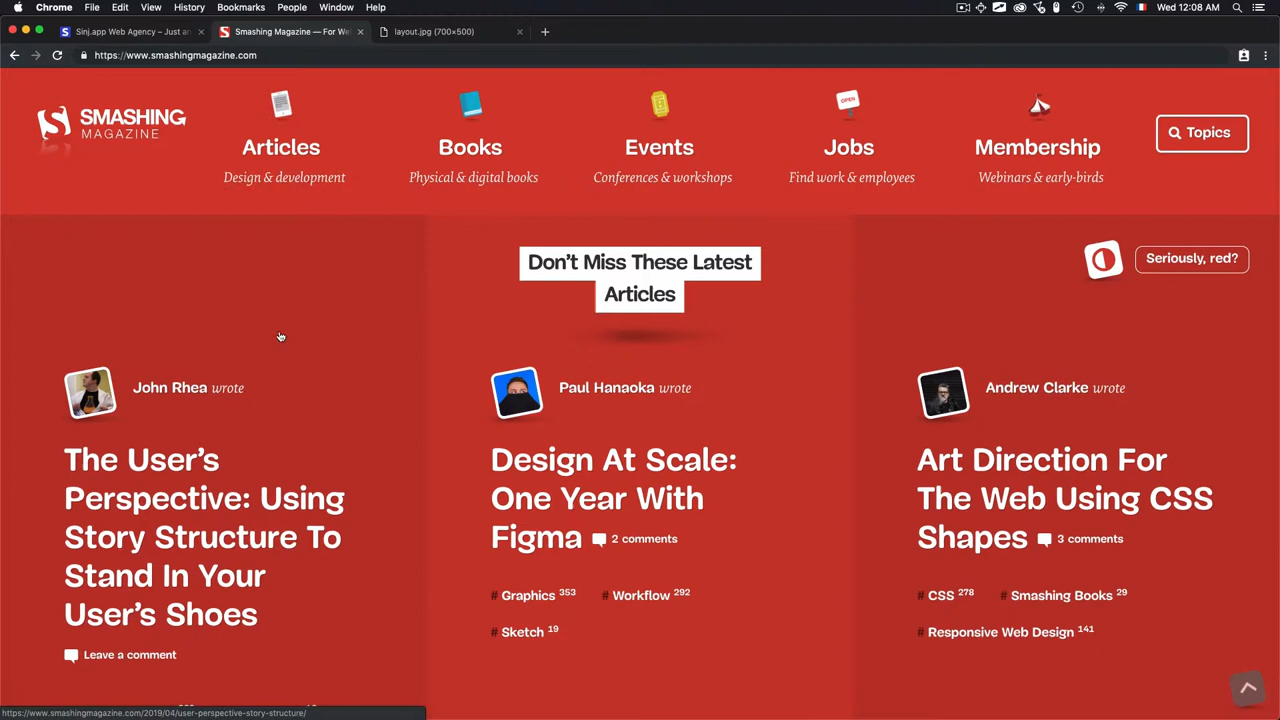 Chrome File Edit View History Bookmarks People Window Help Wed 12:08 AM
Sinj.app Web Agency – Just an
Smashing Magazine — For We
layout.jpg (700×500)
https://www.smashingmagazine.com
SMASHING
MAGAZINE
Articles
Design & development
Books
Physical & digital books
Events
Conferences & workshops
OPEN
Jobs
Find work & employees
Membership
Webinars & early-birds
Topics
Don’t Miss These Latest
Articles
Seriously, red?
John Rhea wrote
The User’s
Perspective: Using
Story Structure To
Stand In Your
User’s Shoes
Leave a comment
Paul Hanaoka wrote
Design At Scale:
One Year With
Figma 2 comments
# Graphics 353 # Workflow 292
# Sketch 19
Andrew Clarke wrote
Art Direction For
The Web Using CSS
Shapes 3 comments
# CSS 278 # Smashing Books 29
# Responsive Web Design 141
https://www.smashingmagazine.com/2019/04/user-perspective-story-structure/